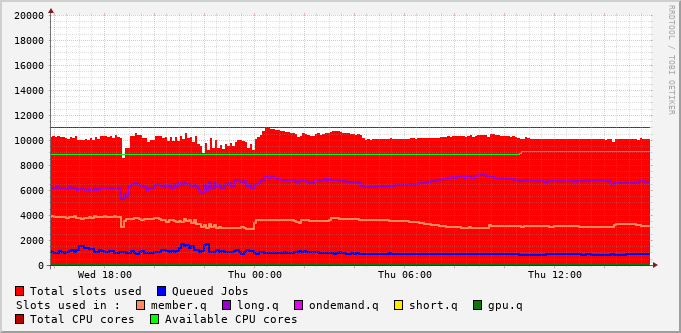 RRDTOOL / TOBI OETIKER
20000
18000
16000
14000
12000
10000
8000
6000
4000
2000
0
Wed 18:00 Thu 00:00 Thu 06:00 Thu 12:00
Total slots used Queued Jobs
Slots used in : member.q long.q ondemand.q short.q gpu.q
Total CPU cores Available CPU cores